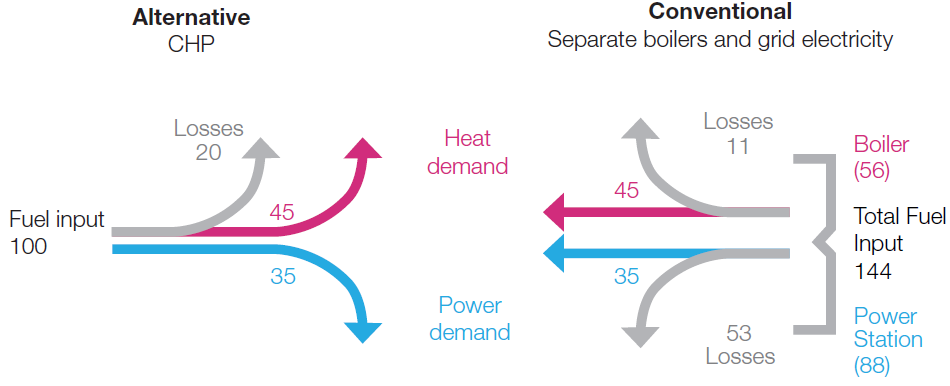 Alternative
CHP
Conventional
Separate boilers and grid electricity
Losses
20
Heat
demand
45
Fuel input
100
35
Power
demand
Losses
11
Boiler
(56)
45
Total Fuel
Input
144
35
53
Losses
Power
Station
(88)